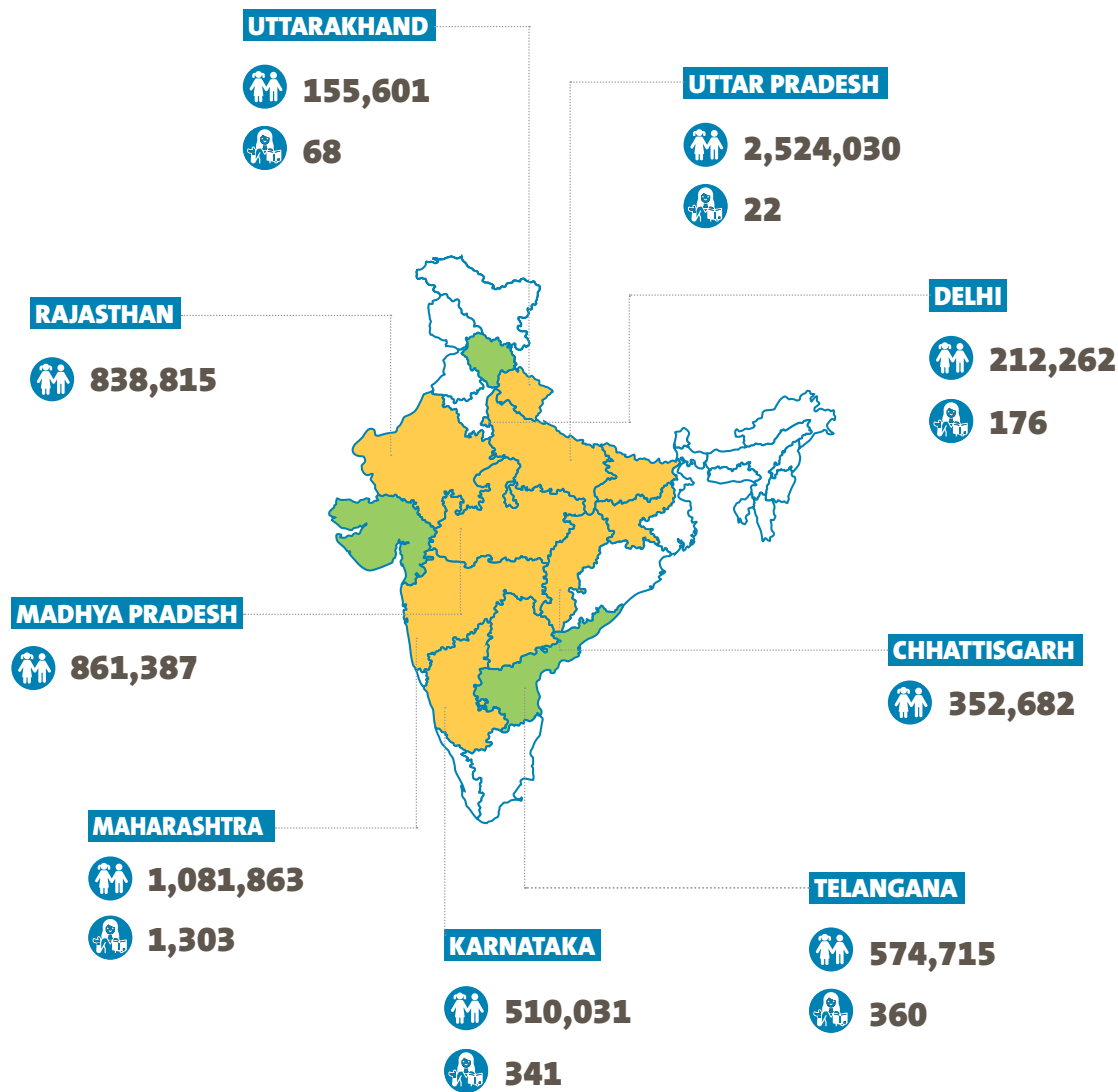 UTTARAKHAND
155,601
68
UTTAR PRADESH
2,524,030
22
DELHI
212,262
176
RAJASTHAN
838,815
MADHYA PRADESH
861,387
CHHATTISGARH
352,682
MAHARASHTRA
1,081,863
1,303
KARNATAKA
510,031
341
TELANGANA
574,715
360